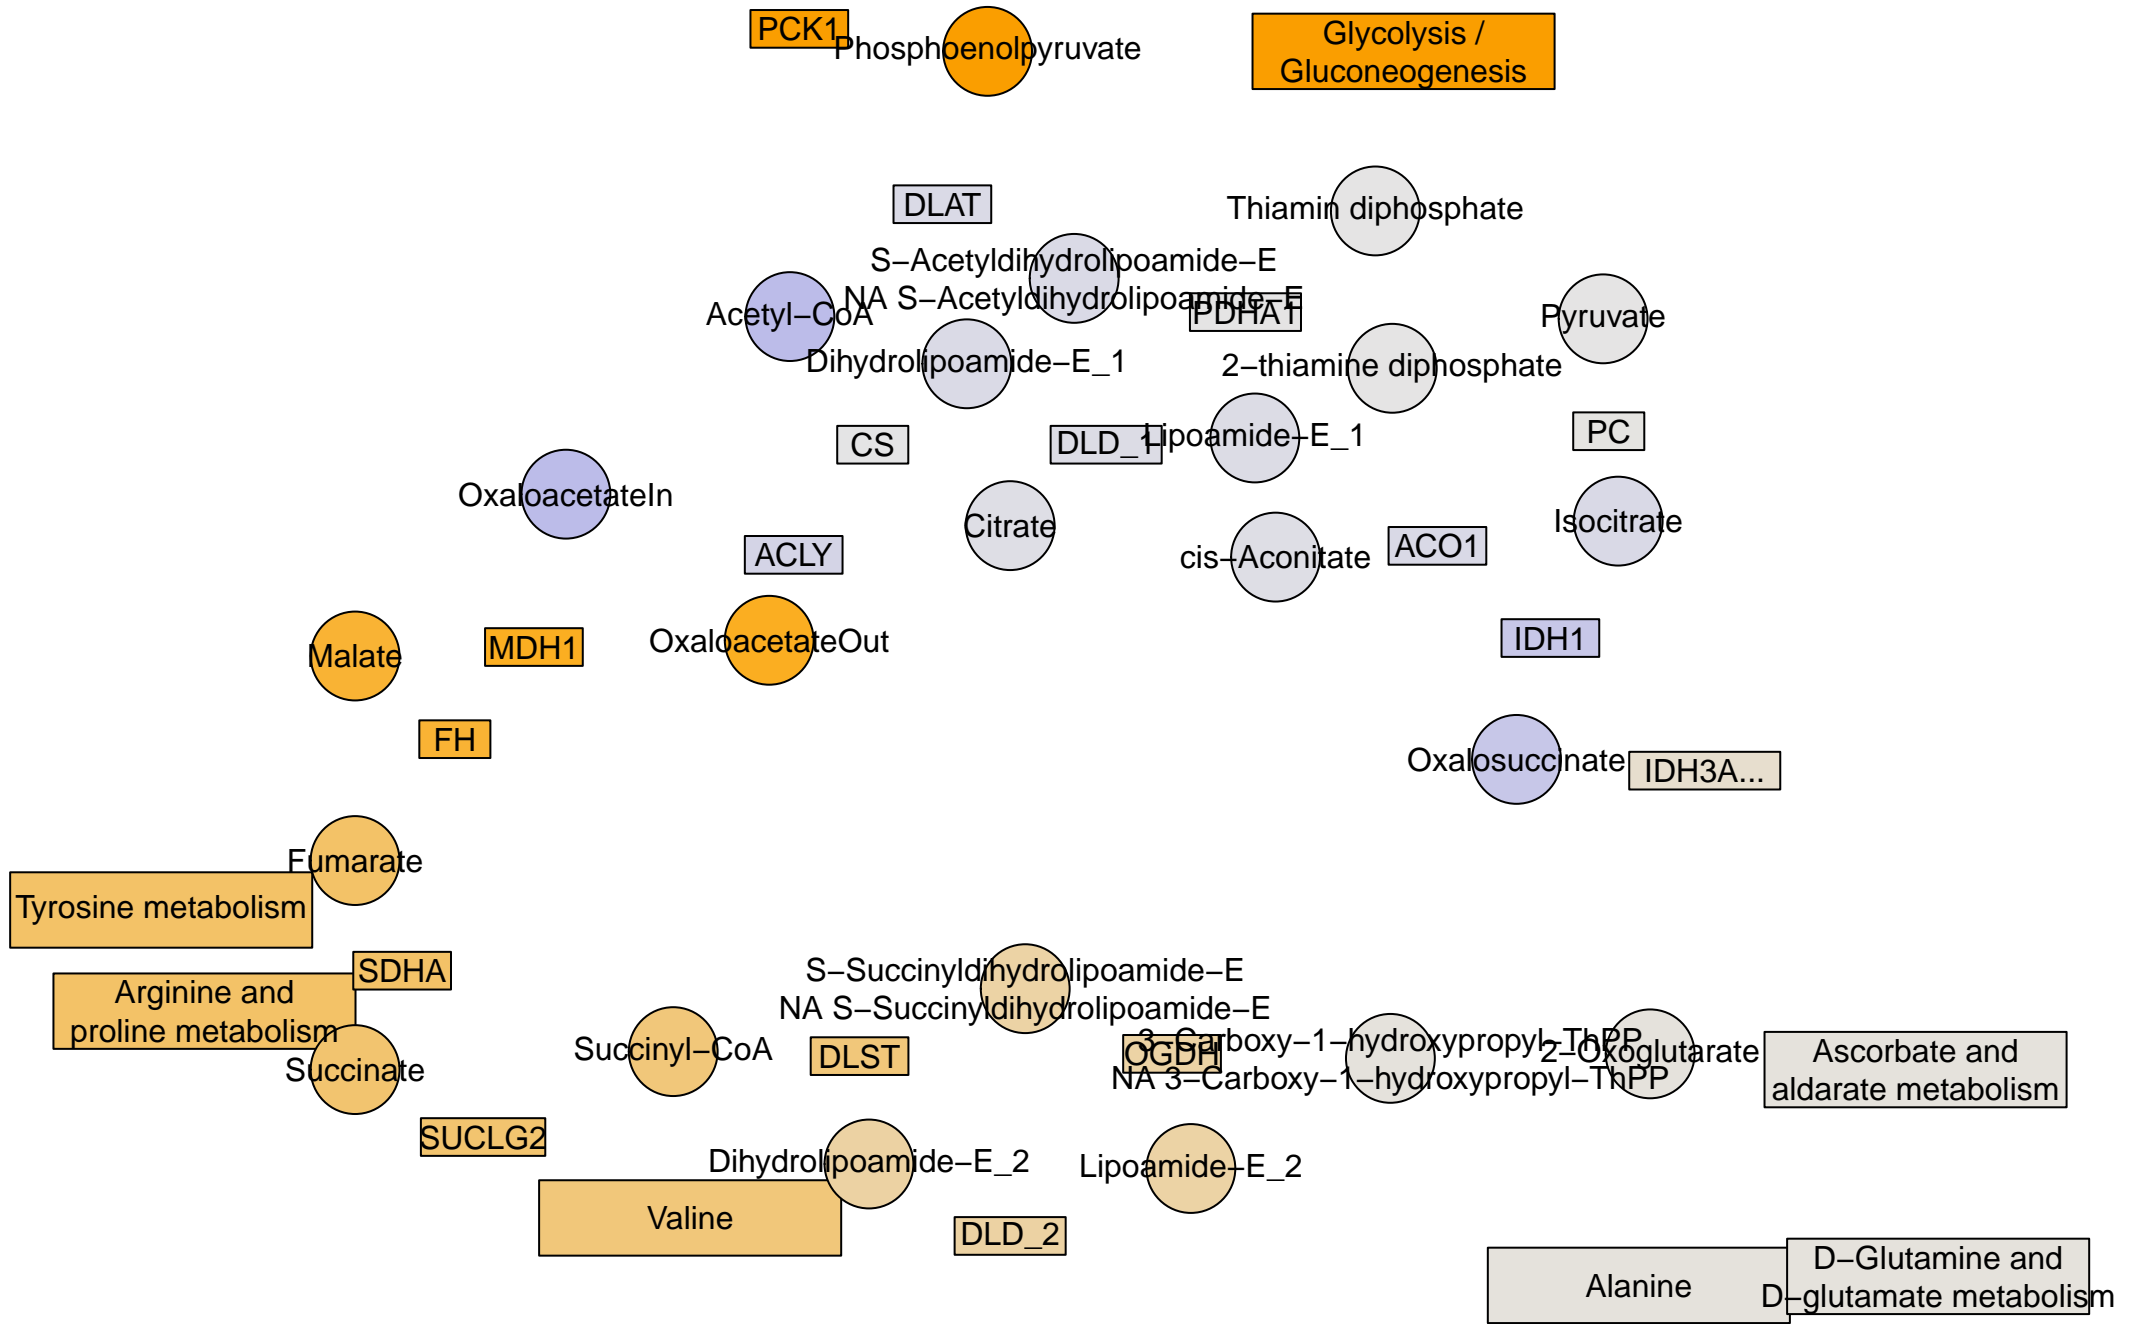 PCK1
Phosphoenolpyruvate
Glycolysis /
Gluconeogenesis
DLAT
Thiamin diphosphate
S−Acetyldihydrolipoamide−E
NA S−Acetyldihydrolipoamide−E
Acetyl−CoA
PDHA1
Pyruvate
Dihydrolipoamide−E_1
2−thiamine diphosphate
CS
DLD_1
Lipoamide−E_1
PC
OxaloacetateIn
Citrate
Isocitrate
ACLY
cis−Aconitate
ACO1
Malate
MDH1
OxaloacetateOut
IDH1
FH
Oxalosuccinate
IDH3A...
Fumarate
Tyrosine metabolism
SDHA
Arginine and
proline metabolism
Succinate
S−Succinyldihydrolipoamide−E
NA S−Succinyldihydrolipoamide−E
Succinyl−CoA
DLST
OGDH
3−Carboxy−1−hydroxypropyl−ThPP
NA 3−Carboxy−1−hydroxypropyl−ThPP
2−Oxoglutarate
Ascorbate and
aldarate metabolism
SUCLG2
Dihydrolipoamide−E_2
Lipoamide−E_2
Valine
DLD_2
Alanine
D−Glutamine and
D−glutamate metabolism